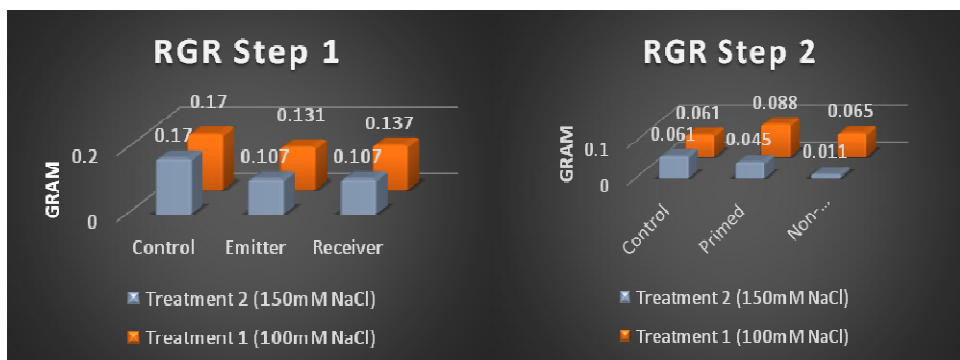 RGR Step 1
0.17
0.131
0.137
0.17
0.107
0.107
0.2
0
GRAM
Control Emitter Receiver
Treatment 2 (150mM NaCl)
Treatment 1 (100mM NaCl)
RGR Step 2
0.061
0.088
0.065
0.061
0.045
0.011
0.1
0
GRAM
Control
Primed
Non-...
Treatment 2 (150mM NaCl)
Treatment 1 (100mM NaCl)